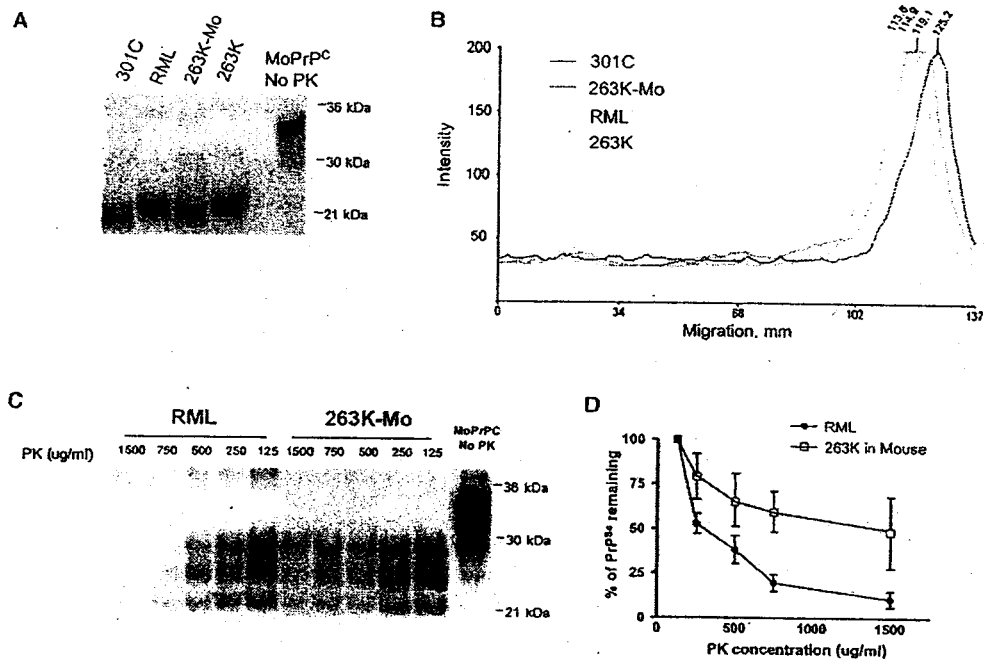 A
301C
RML
263K-Mo
263K
MoPrPC
No PK
-36 kDa
-30 kDa
-21 kDa
B
113.8
114.9
119.1
125.2
200
150
100
50
Intensity
301C
263K-Mo
RML
263K
0 34 68 102 137
Migration, mm
C
RML 263K-Mo
MoPrPC
No PK
PK (ug/ml) 1500 750 500 250 125 1500 750 500 250 125
-36 kDa
-30 kDa
-21 kDa
D
RML
263K in Mouse
100
75
50
25
0
% of PrPSc remaining
0 500 1000 1500
PK concentration (ug/ml)